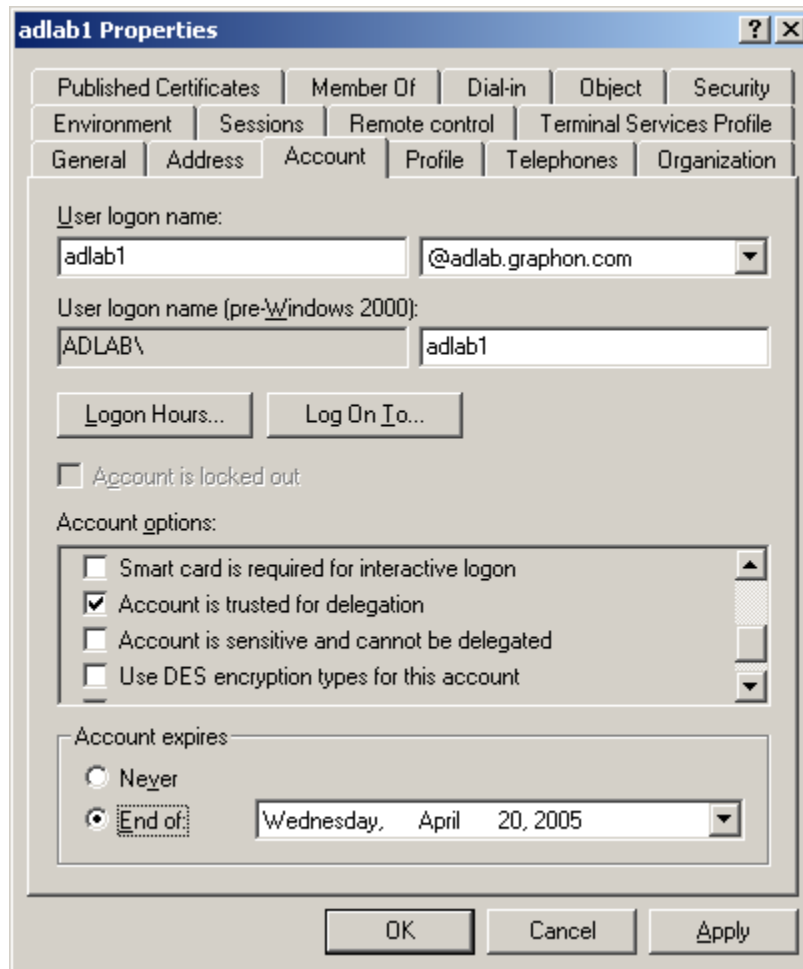 adlab1 Properties
Published Certificates Member Of Dial-in Object Security
Environment Sessions Remote control Terminal Services Profile
General Address Account Profile Telephones Organization
User logon name:
adlab1 @adlab.graphon.com
User logon name (pre-Windows 2000):
ADLAB\ adlab1
Logon Hours... Log On To...
Account is locked out
Account options:
Smart card is required for interactive logon
Account is trusted for delegation
Account is sensitive and cannot be delegated
Use DES encryption types for this account
Account expires
Never
End of: Wednesday, April 20, 2005
OK Cancel Apply